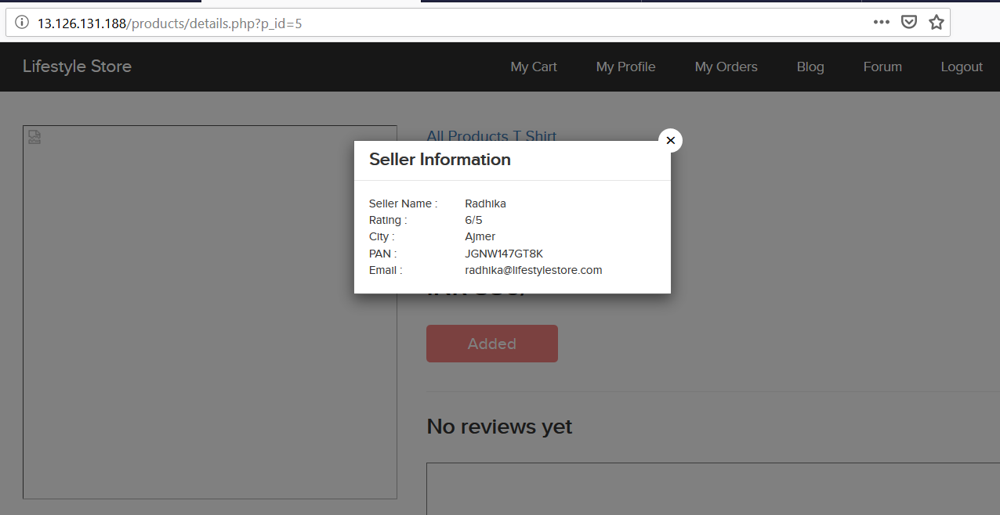 13.126.131.188/products/details.php?p_id=5
Lifestyle Store My Cart My Profile My Orders Blog Forum Logout
All Products T Shirt
Seller Information
Seller Name : Radhika
Rating : 6/5
City : Ajmer
PAN : JGNW147GT8K
Email : radhika@lifestylestore.com
Added
No reviews yet